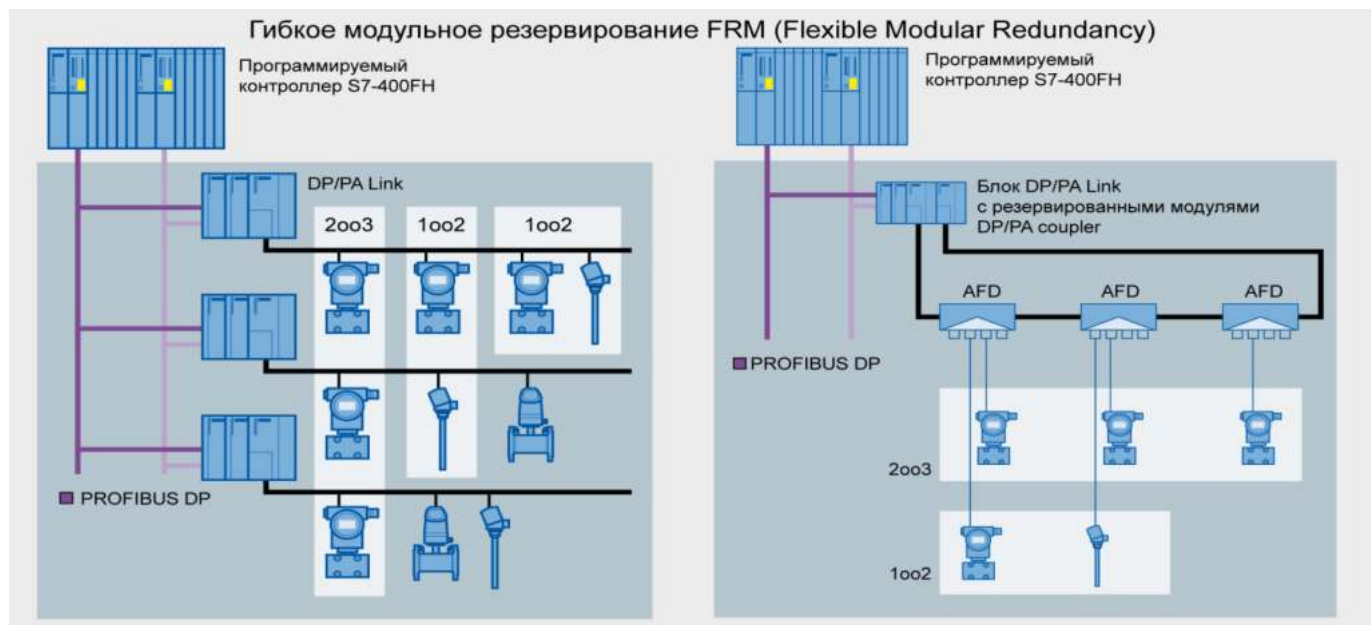 Гибкое модульное резервирование FRM (Flexible Modular Redundancy)
Программируемый
контроллер S7-400FH
DP/PA Link
2oo3
1oo2
1oo2
PROFIBUS DP
Программируемый
контроллер S7-400FH
Блок DP/PA Link
с резервированными модулями
DP/PA coupler
AFD
AFD
AFD
PROFIBUS DP
2oo3
1oo2